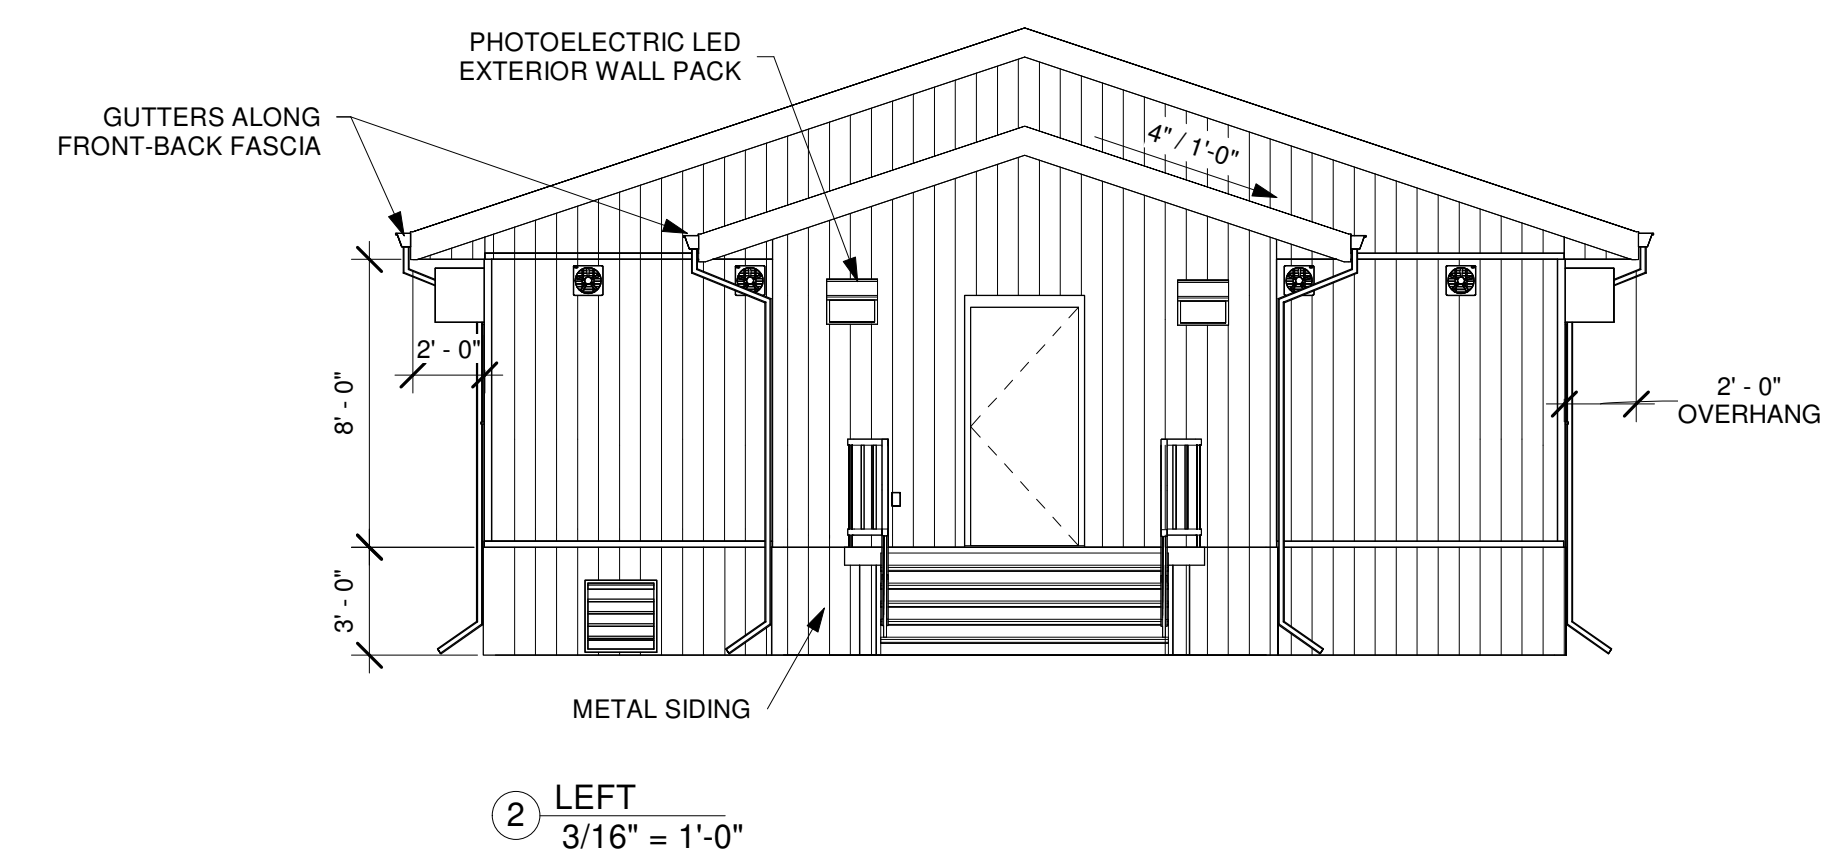 PHOTOELECTRIC LED
EXTERIOR WALL PACK
GUTTERS ALONG
FRONT-BACK FASCIA
4" / 1'-0"
2' - 0"
8' - 0"
3' - 0"
2' - 0"
OVERHANG
METAL SIDING
2
LEFT
3/16" = 1'-0"